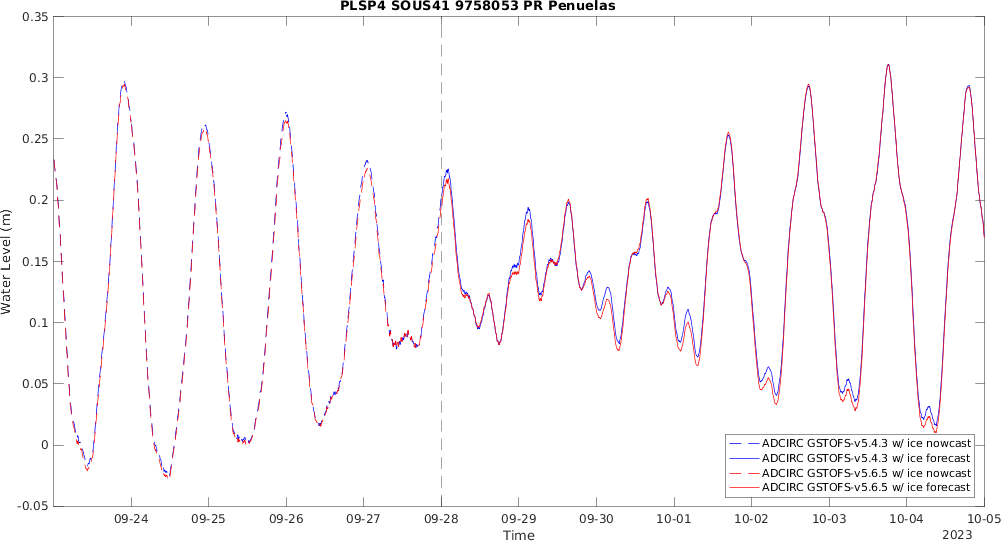 PLSP4 SOUS41 9758053 PR Penuelas
0.35
0.3
0.25
0.2
0.15
0.1
0.05
0
-0.05
Water Level (m)
ADCIRC GSTOFS-v5.4.3 w/ ice nowcast
ADCIRC GSTOFS-v5.4.3 w/ ice forecast
ADCIRC GSTOFS-v5.6.5 w/ ice nowcast
ADCIRC GSTOFS-v5.6.5 w/ ice forecast
09-24 09-25 09-26 09-27 09-28 09-29 09-30 10-01 10-02 10-03 10-04 10-05
Time
2023